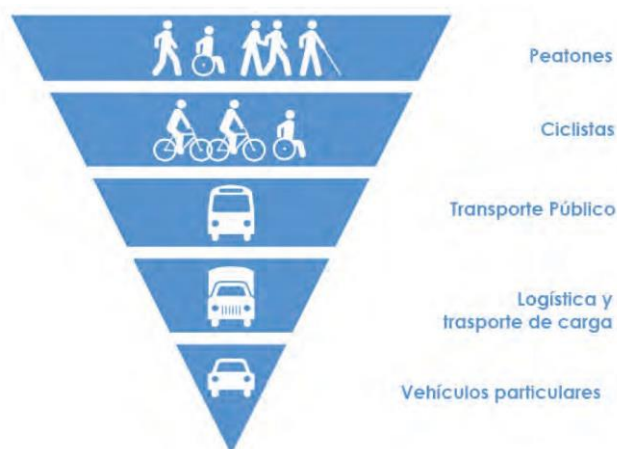 Peatones
Ciclistas
Transporte Público
Logística y
trasporte de carga
Vehículos particulares